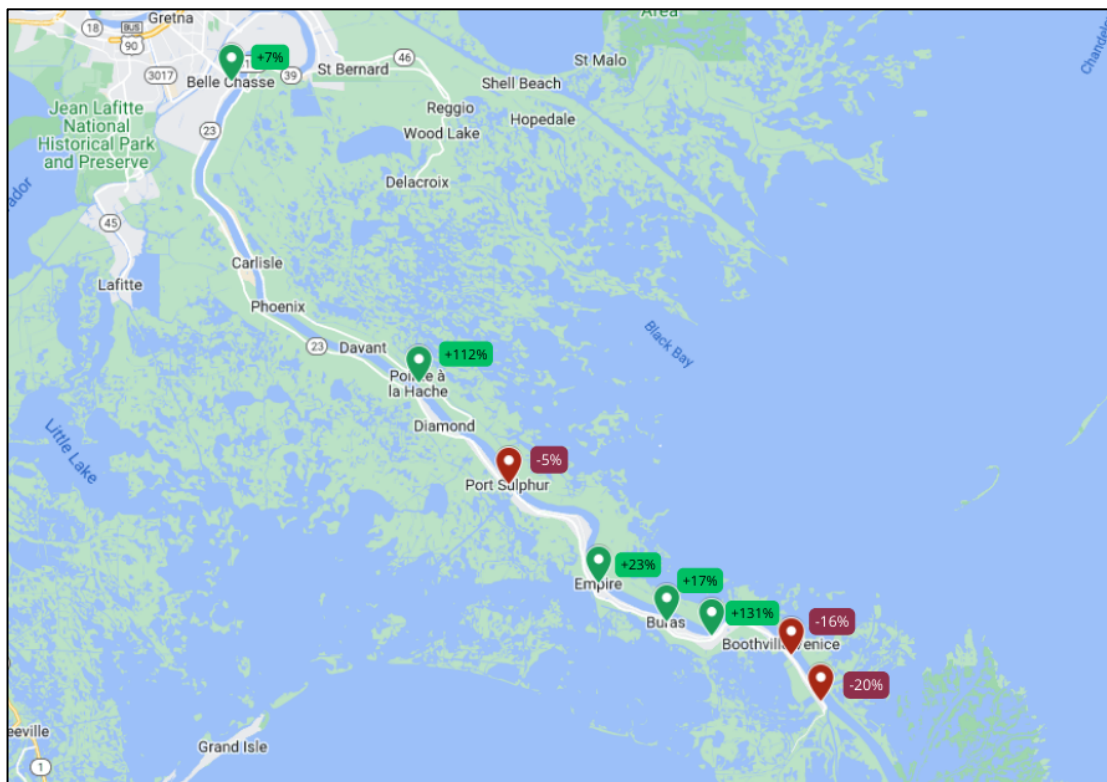 Gretna
18
BUS
90
3017
+7%
Belle Chasse
39
St Bernard
46
St Malo
Area
Shell Beach
Reggio
Hopedale
Wood Lake
Delacroix
Jean Lafitte
National
Historical Park
and Preserve
23
45
Lafitte
Carlisle
Phoenix
23
Davant
+112%
Pointe à
la Hache
Diamond
-5%
Port Sulphur
Black Bay
Little Lake
+23%
Empire
+17%
Buras
+131%
-16%
-20%
Grand Isle
1